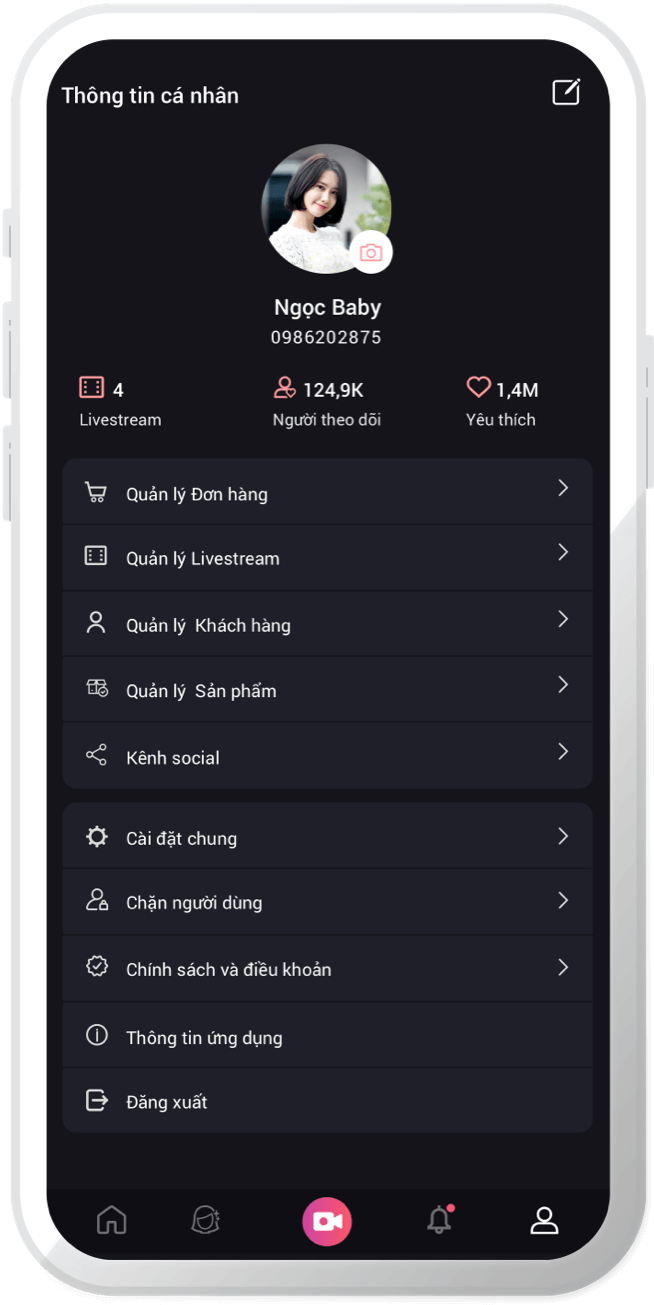 Thông tin cá nhân
Ngọc Baby
0986202875
4
Livestream
124,9K
Người theo dõi
1,4M
Yêu thích
Quản lý Đơn hàng
Quản lý Livestream
Quản lý Khách hàng
Quản lý Sản phẩm
Kênh social
Cài đặt chung
Chặn người dùng
Chính sách và điều khoản
Thông tin ứng dụng
Đăng xuất